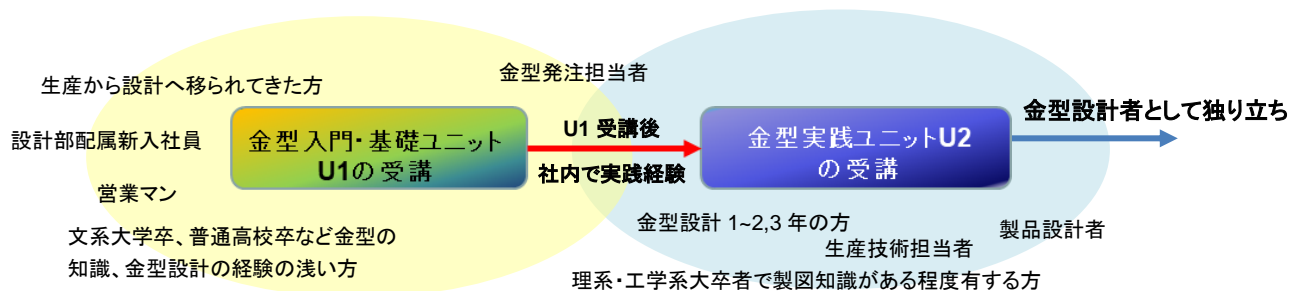 生産から設計へ移られてきた方
設計部配属新入社員
営業マン
文系大学卒、普通高校卒など金型の
知識、金型設計の経験の浅い方
金型入門・基礎ユニット
U1の受講
金型発注担当者
U1 受講後
社内で実践経験
金型実践ユニットU2
の受講
金型設計者として独り立ち
金型設計 1~2,3 年の方
生産技術担当者
製品設計者
理系・工学系大卒者で製図知識がある程度有する方